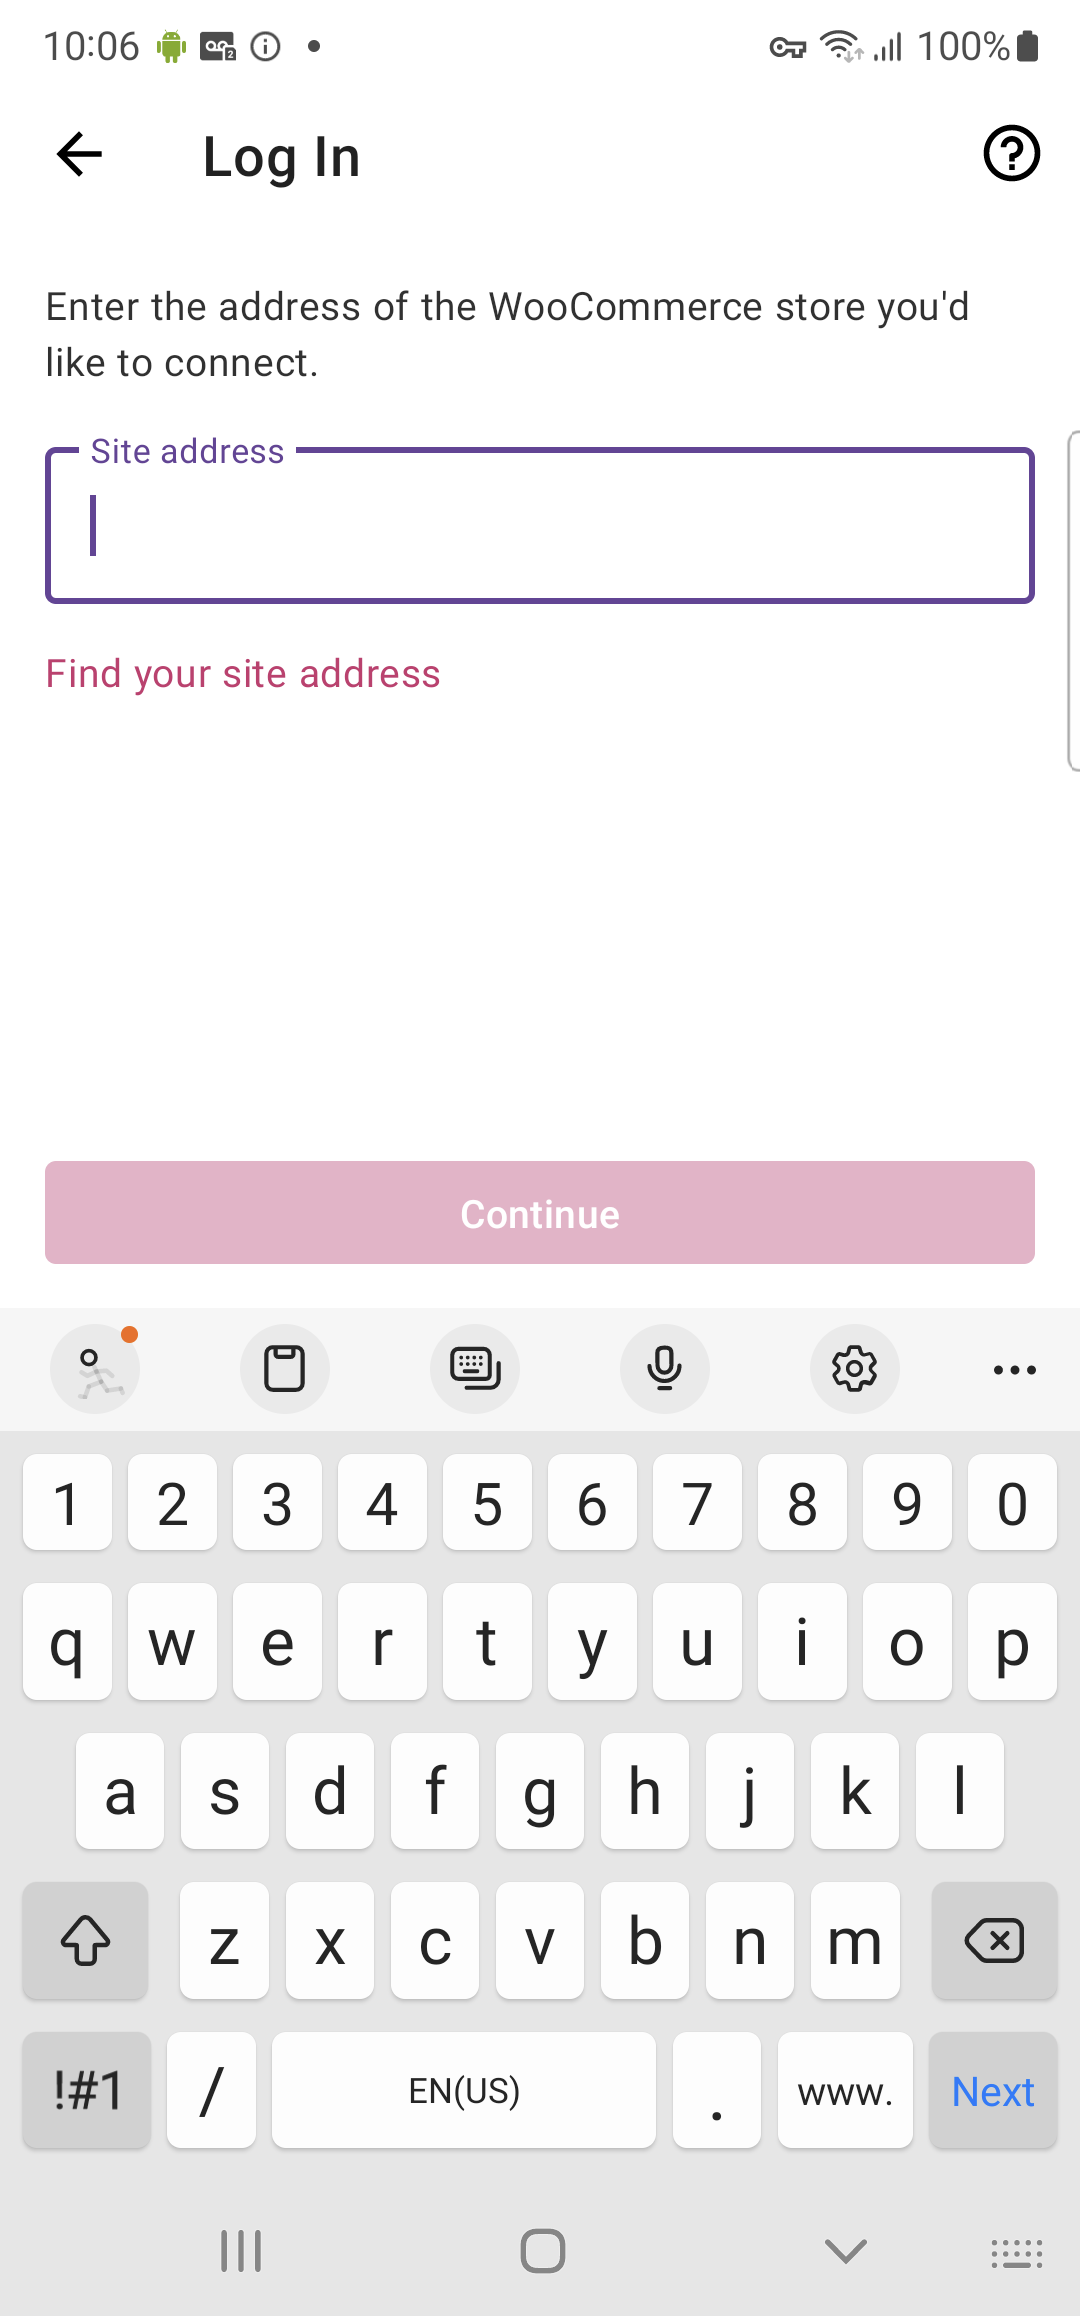 10:06
100%
Log In
Enter the address of the WooCommerce store you'd
like to connect.
Site address
Find your site address
Continue
1 2 3 4 5 6 7 8 9 0
q w e r t y u i o p
a s d f g h j k l
z x c v b n m
!#1 / EN(US) . www. Next